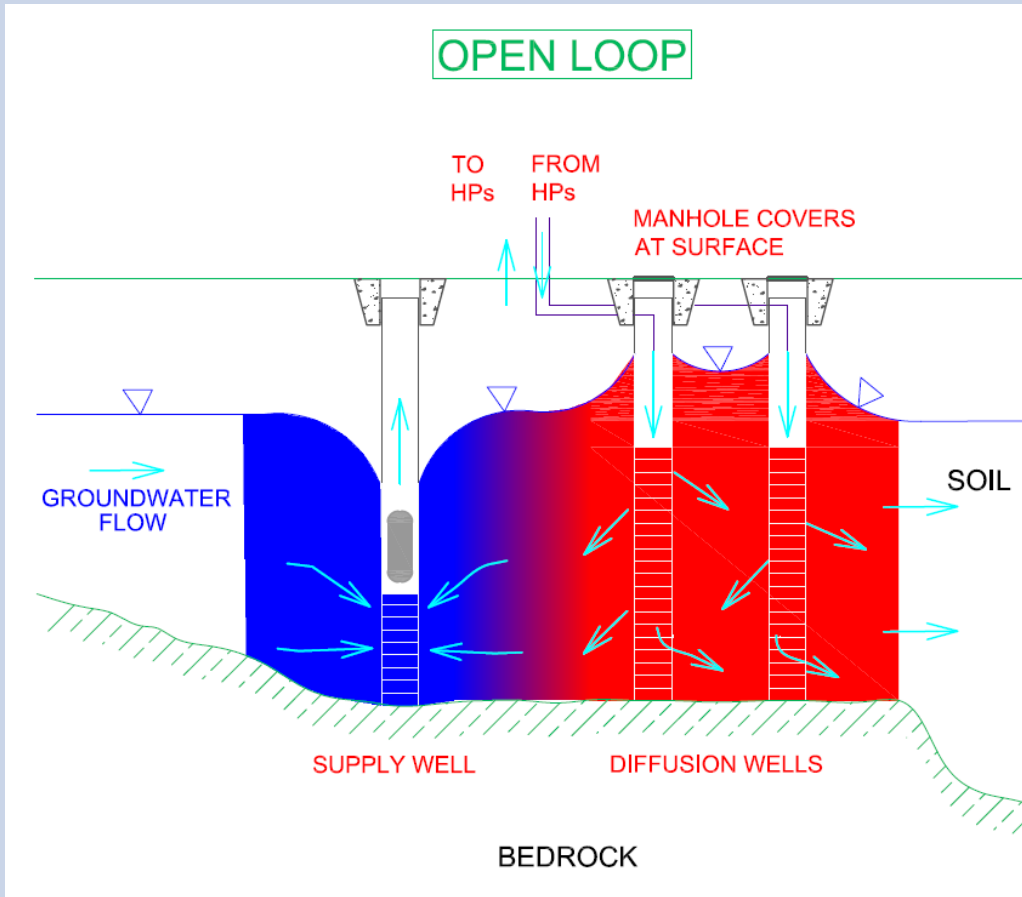 OPEN LOOP
TO
HPs
FROM
HPs
MANHOLE COVERS
AT SURFACE
GROUNDWATER
FLOW
SOIL
SUPPLY WELL
DIFFUSION WELLS
BEDROCK